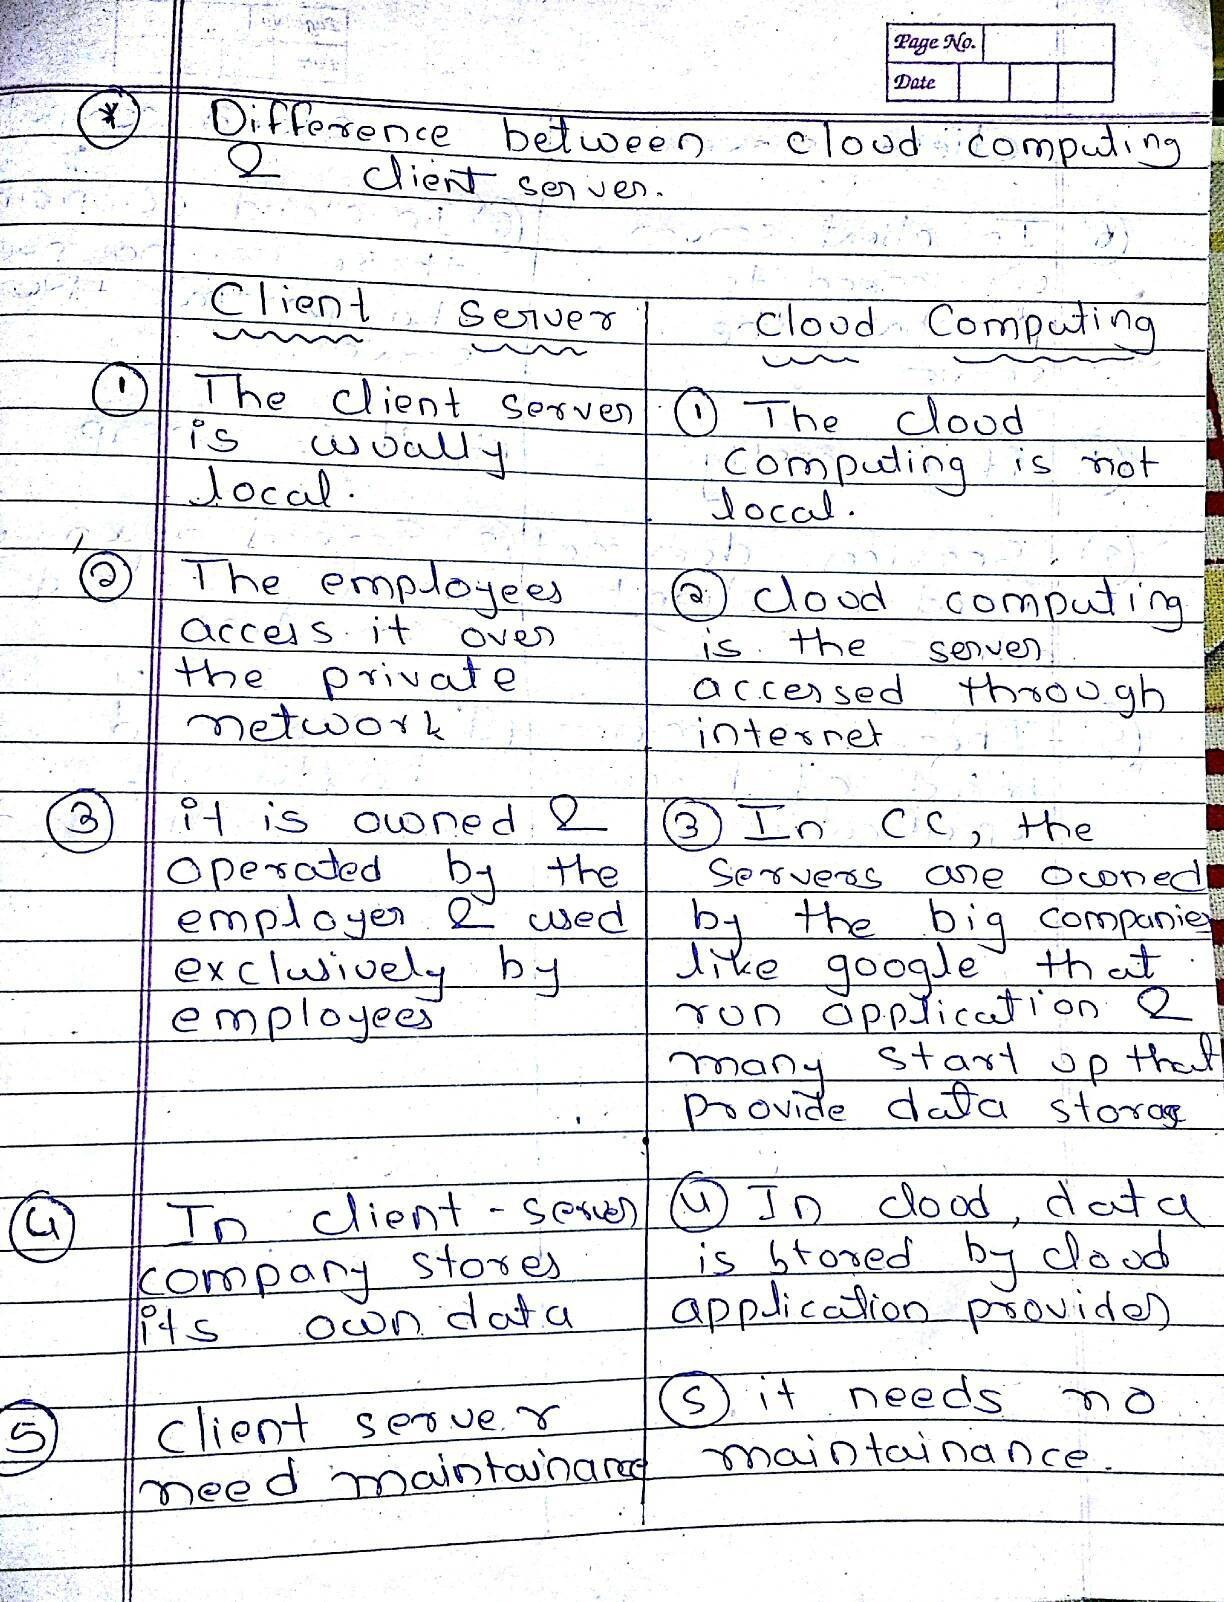 Page No.
Date
* Difference between cloud computing
& client server.
Client Server
① The client server
is usually
local.
② The employees
access it over
the private
network
③ it is owned &
operated by the
employer & used
exclusively by
employees
④ In client-server
company stores
its own data
⑤ client server
need maintainance
Cloud Computing
① The cloud
computing is not
local.
② cloud computing
is the server
accessed through
internet
③ In CC, the
servers are owned
by the big companies
like google that
run application &
many start up that
provide data storage
④ In cloud, data
is stored by cloud
application provider
⑤ it needs no
maintainance.